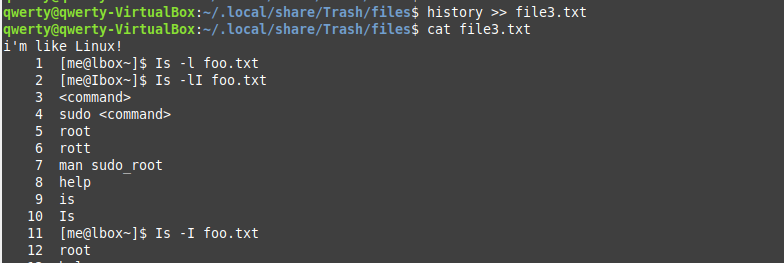 qwerty@qwerty-VirtualBox:~/.local/share/Trash/files$ history >> file3.txt
qwerty@qwerty-VirtualBox:~/.local/share/Trash/files$ cat file3.txt
i'm like Linux!
1 [me@lbox~]$ Is -l foo.txt
2 [me@Ibox~]$ Is -lI foo.txt
3 <command>
4 sudo <command>
5 root
6 rott
7 man sudo_root
8 help
9 is
10 Is
11 [me@lbox~]$ Is -I foo.txt
12 root